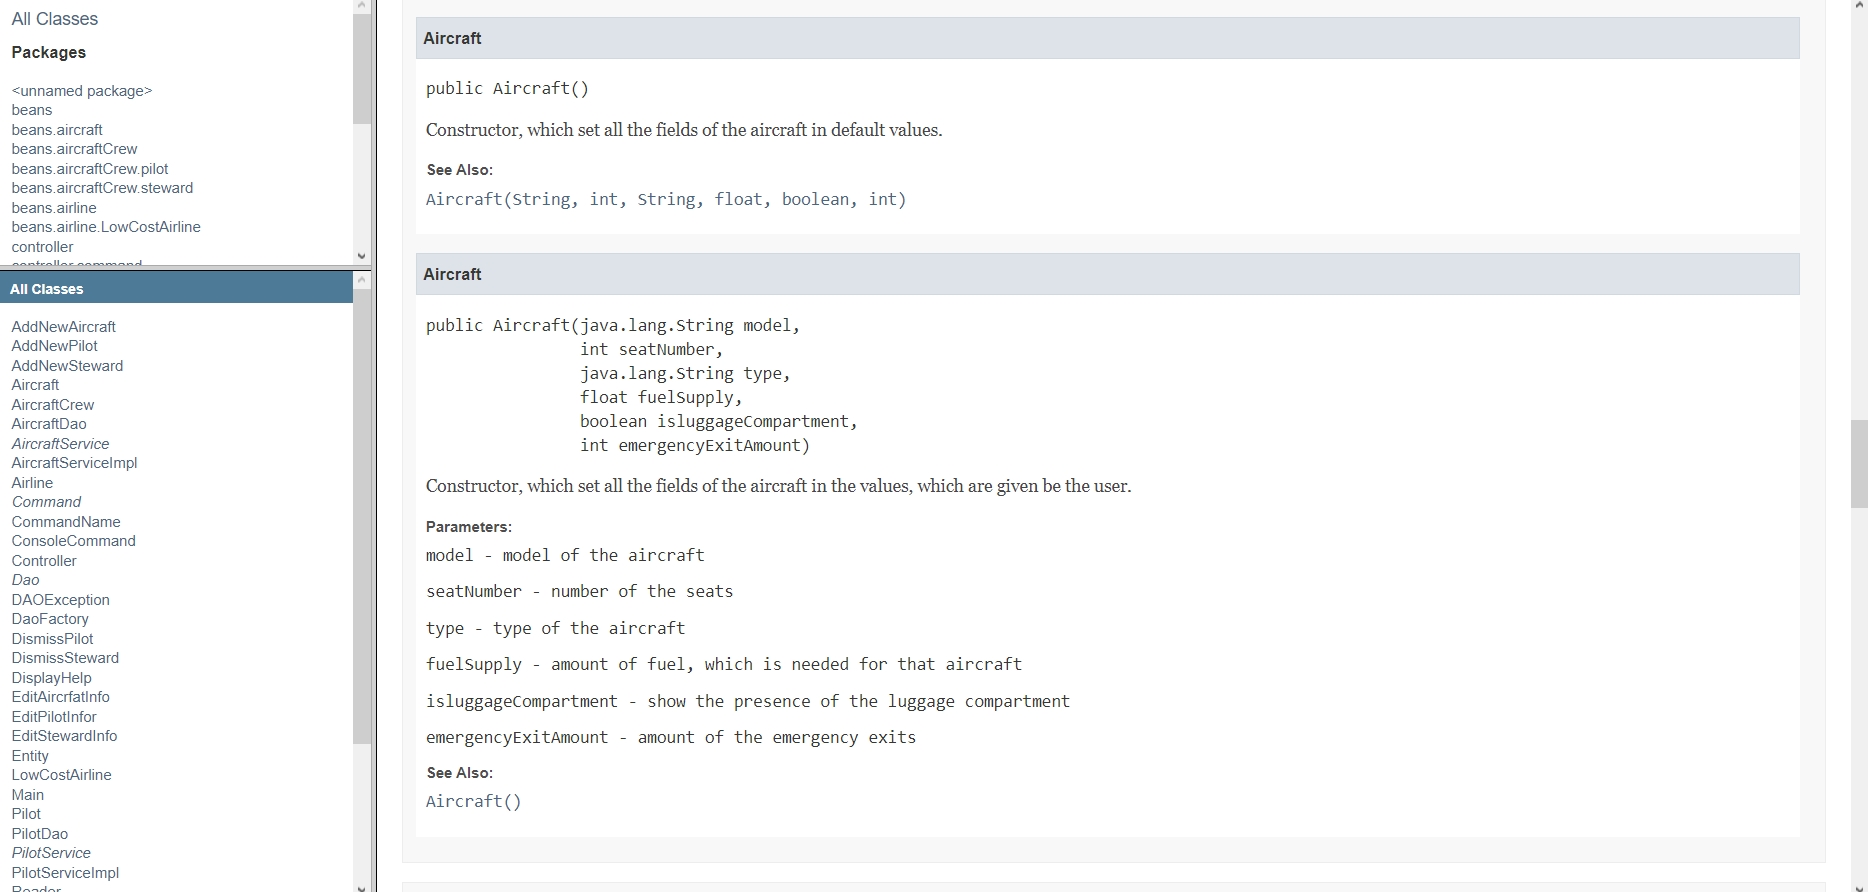 All Classes
Packages
<unnamed package>
beans
beans.aircraft
beans.aircraftCrew
beans.aircraftCrew.pilot
beans.aircraftCrew.steward
beans.airline
beans.airline.LowCostAirline
controller
controller.command
All Classes
AddNewAircraft
AddNewPilot
AddNewSteward
Aircraft
AircraftCrew
AircraftDao
AircraftService
AircraftServiceImpl
Airline
Command
CommandName
ConsoleCommand
Controller
Dao
DAOException
DaoFactory
DismissPilot
DismissSteward
DisplayHelp
EditAircrfatInfo
EditPilotInfor
EditStewardInfo
Entity
LowCostAirline
Main
Pilot
PilotDao
PilotService
PilotServiceImpl
Reader
Aircraft
public Aircraft()
Constructor, which set all the fields of the aircraft in default values.
See Also:
Aircraft(String, int, String, float, boolean, int)
Aircraft
public Aircraft(java.lang.String model,
int seatNumber,
java.lang.String type,
float fuelSupply,
boolean isluggageCompartment,
int emergencyExitAmount)
Constructor, which set all the fields of the aircraft in the values, which are given be the user.
Parameters:
model - model of the aircraft
seatNumber - number of the seats
type - type of the aircraft
fuelSupply - amount of fuel, which is needed for that aircraft
isluggageCompartment - show the presence of the luggage compartment
emergencyExitAmount - amount of the emergency exits
See Also:
Aircraft()